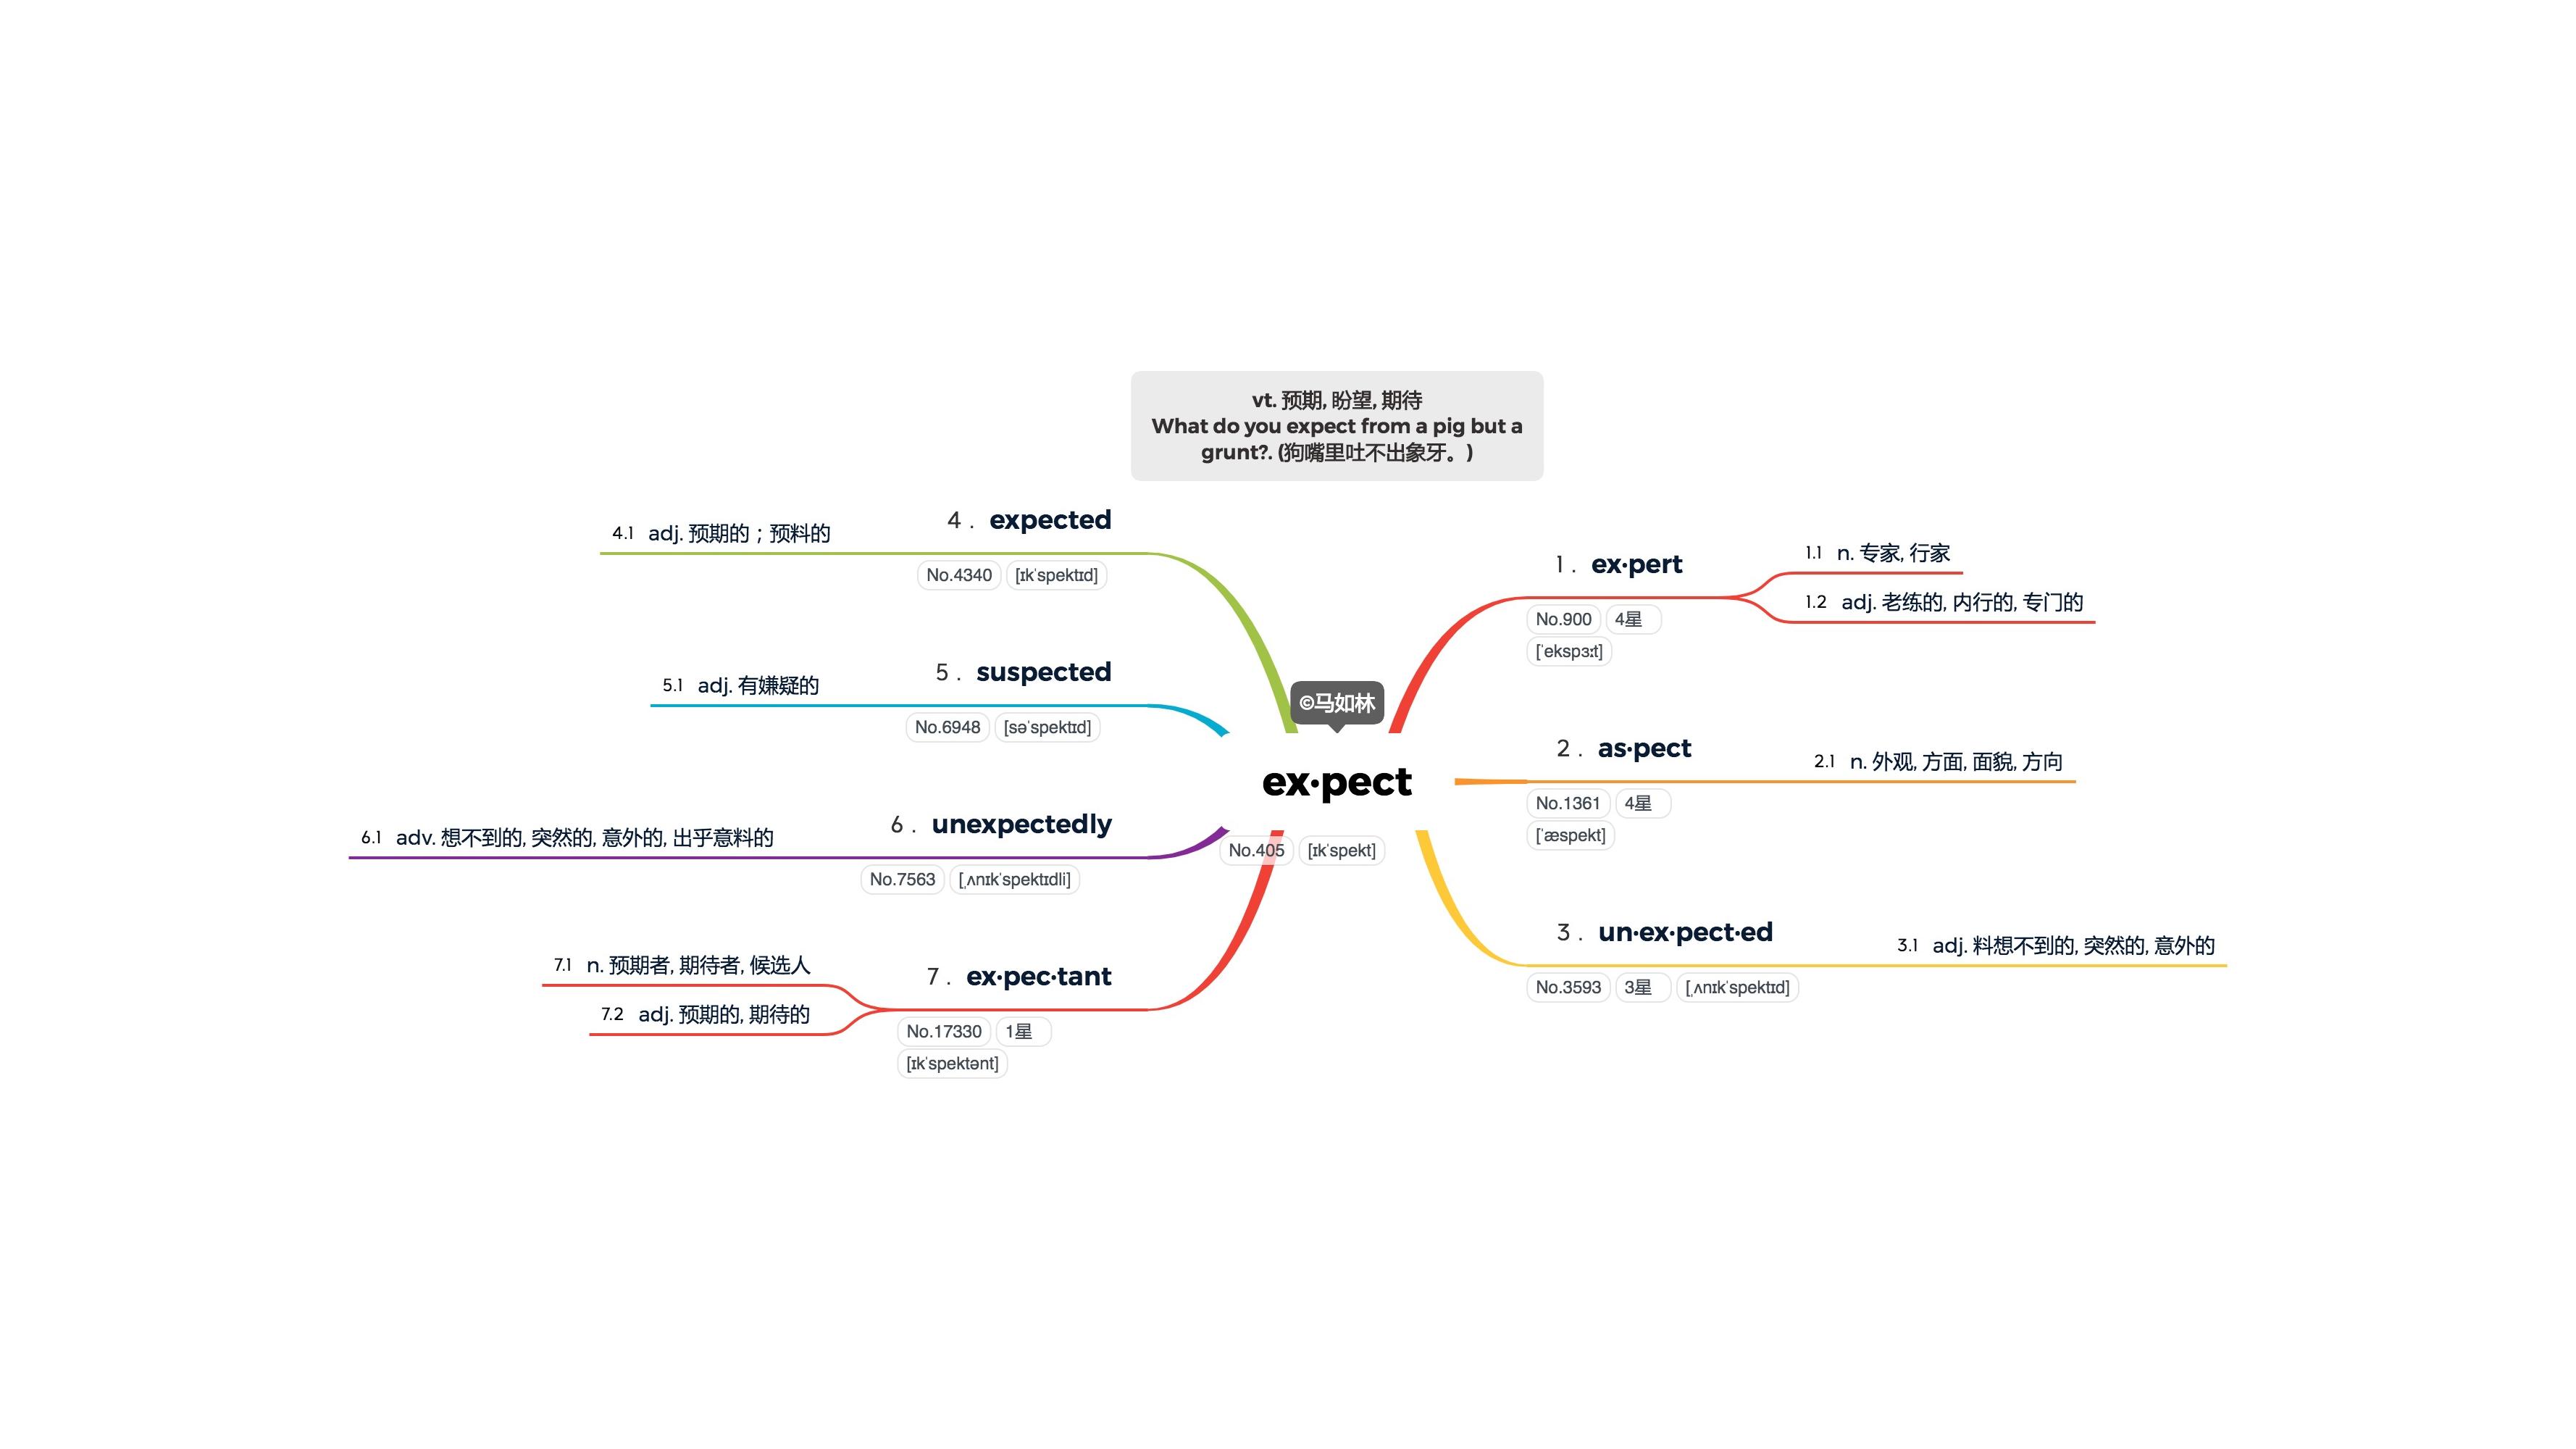 vt. 预期, 盼望, 期待
What do you expect from a pig but a
grunt?. (狗嘴里吐不出象牙。)
©马如林
ex·pect
No.405 [ɪkˈspekt]
1. ex·pert
No.900 4星
[ˈekspɜːt]
1.1 n. 专家, 行家
1.2 adj. 老练的, 内行的, 专门的
2. as·pect
No.1361 4星
[ˈæspekt]
2.1 n. 外观, 方面, 面貌, 方向
3. un·ex·pect·ed
No.3593 3星 [ˌʌnɪkˈspektɪd]
3.1 adj. 料想不到的, 突然的, 意外的
4. expected
No.4340 [ɪkˈspektɪd]
4.1 adj. 预期的；预料的
5. suspected
No.6948 [səˈspektɪd]
5.1 adj. 有嫌疑的
6. unexpectedly
No.7563 [ˌʌnɪkˈspektɪdli]
6.1 adv. 想不到的, 突然的, 意外的, 出乎意料的
7. ex·pec·tant
No.17330 1星
[ɪkˈspektənt]
7.1 n. 预期者, 期待者, 候选人
7.2 adj. 预期的, 期待的